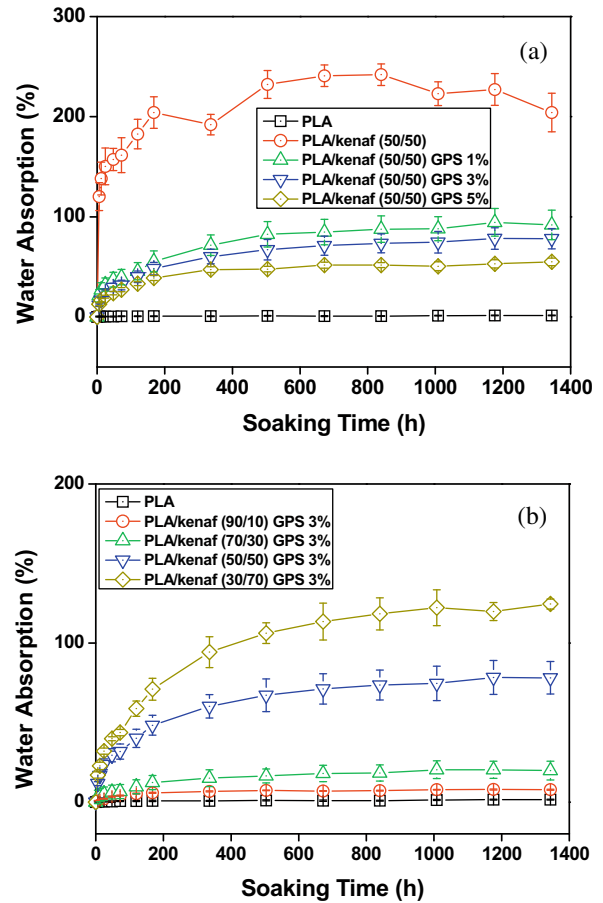 300
(a)
200
100
0
Water Absorption (%)
PLA
PLA/kenaf (50/50)
PLA/kenaf (50/50) GPS 1%
PLA/kenaf (50/50) GPS 3%
PLA/kenaf (50/50) GPS 5%
0 200 400 600 800 1000 1200 1400
Soaking Time (h)
200
(b)
100
0
Water Absorption (%)
PLA
PLA/kenaf (90/10) GPS 3%
PLA/kenaf (70/30) GPS 3%
PLA/kenaf (50/50) GPS 3%
PLA/kenaf (30/70) GPS 3%
0 200 400 600 800 1000 1200 1400
Soaking Time (h)